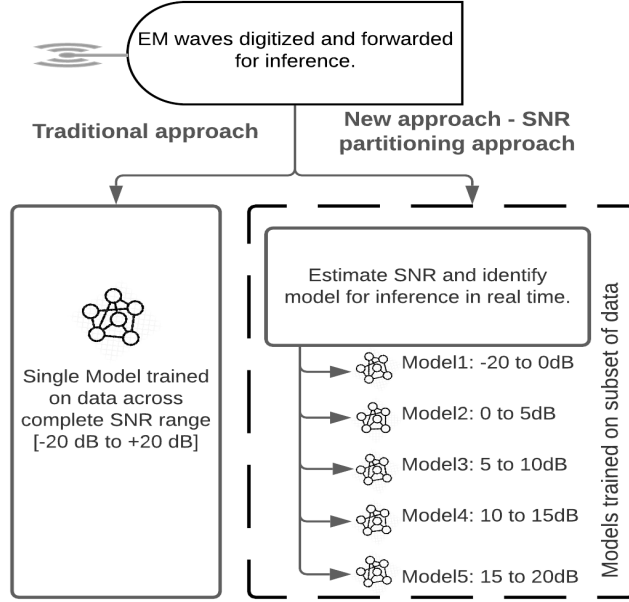 EM waves digitized and forwarded
for inference.
Traditional approach
New approach - SNR
partitioning approach
Single Model trained
on data across
complete SNR range
[-20 dB to +20 dB]
Estimate SNR and identify
model for inference in real time.
Model1: -20 to 0dB
Model2: 0 to 5dB
Model3: 5 to 10dB
Model4: 10 to 15dB
Model5: 15 to 20dB
Models trained on subset of data